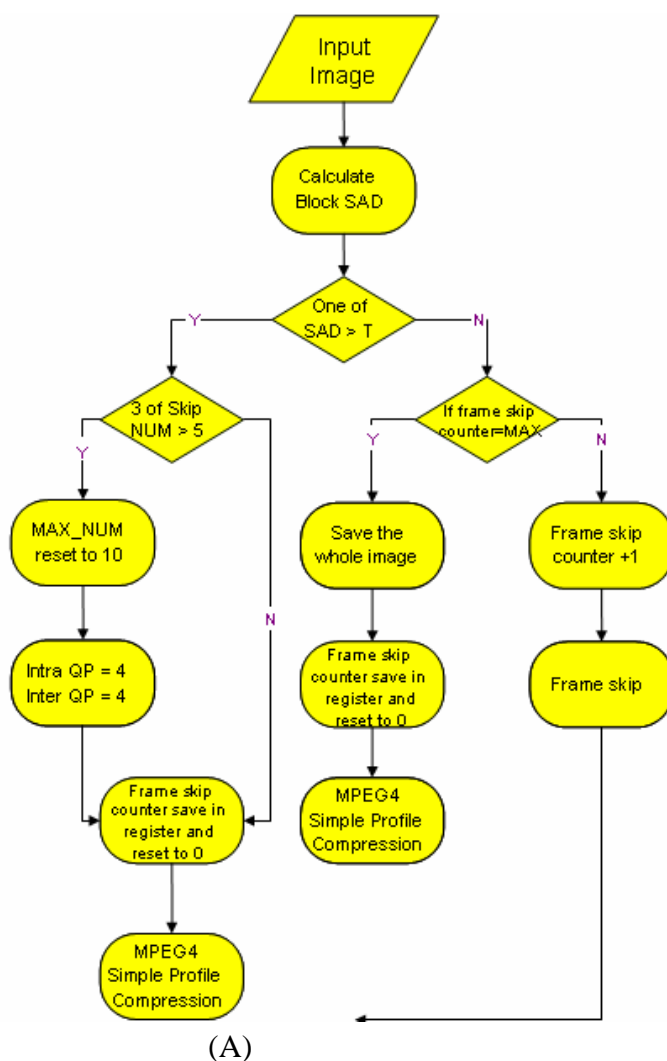 Input
Image
Calculate
Block SAD
One of
SAD > T
Y
N
3 of Skip
NUM > 5
If frame skip
counter=MAX
Y
Y
N
MAX_NUM
reset to 10
Save the
whole image
Frame skip
counter +1
N
Intra QP = 4
Inter QP = 4
Frame skip
counter save in
register and
reset to 0
Frame skip
Frame skip
counter save in
register and
reset to 0
MPEG4
Simple Profile
Compression
MPEG4
Simple Profile
Compression
(A)